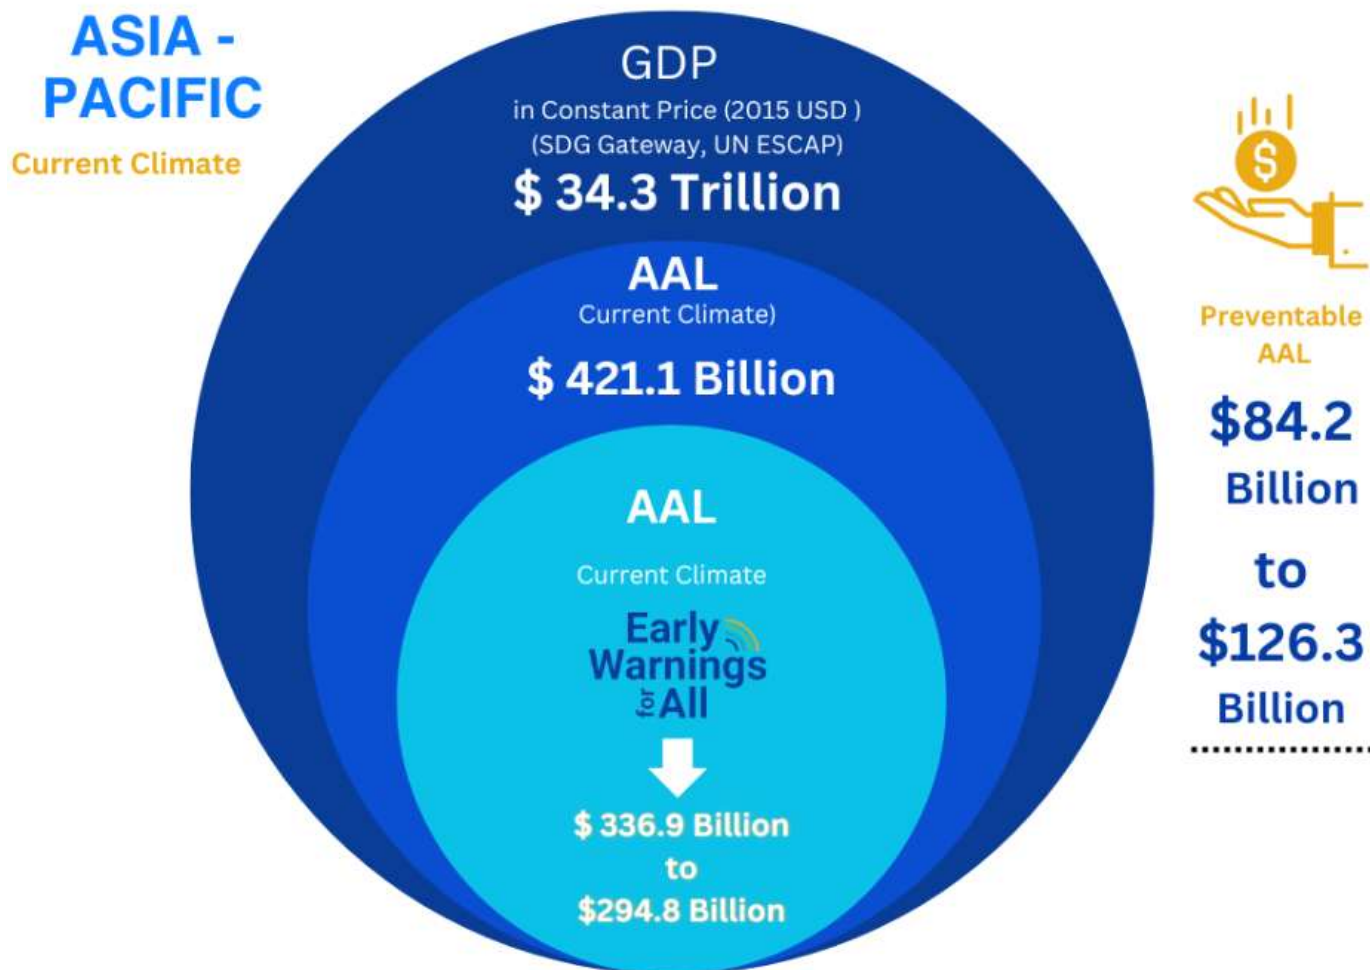 ASIA -
PACIFIC
Current Climate
GDP
in Constant Price (2015 USD )
(SDG Gateway, UN ESCAP)
$ 34.3 Trillion
AAL
Current Climate)
$ 421.1 Billion
AAL
Current Climate
Early
Warnings
for All
$ 336.9 Billion
to
$294.8 Billion
$
Preventable
AAL
$84.2
Billion
to
$126.3
Billion